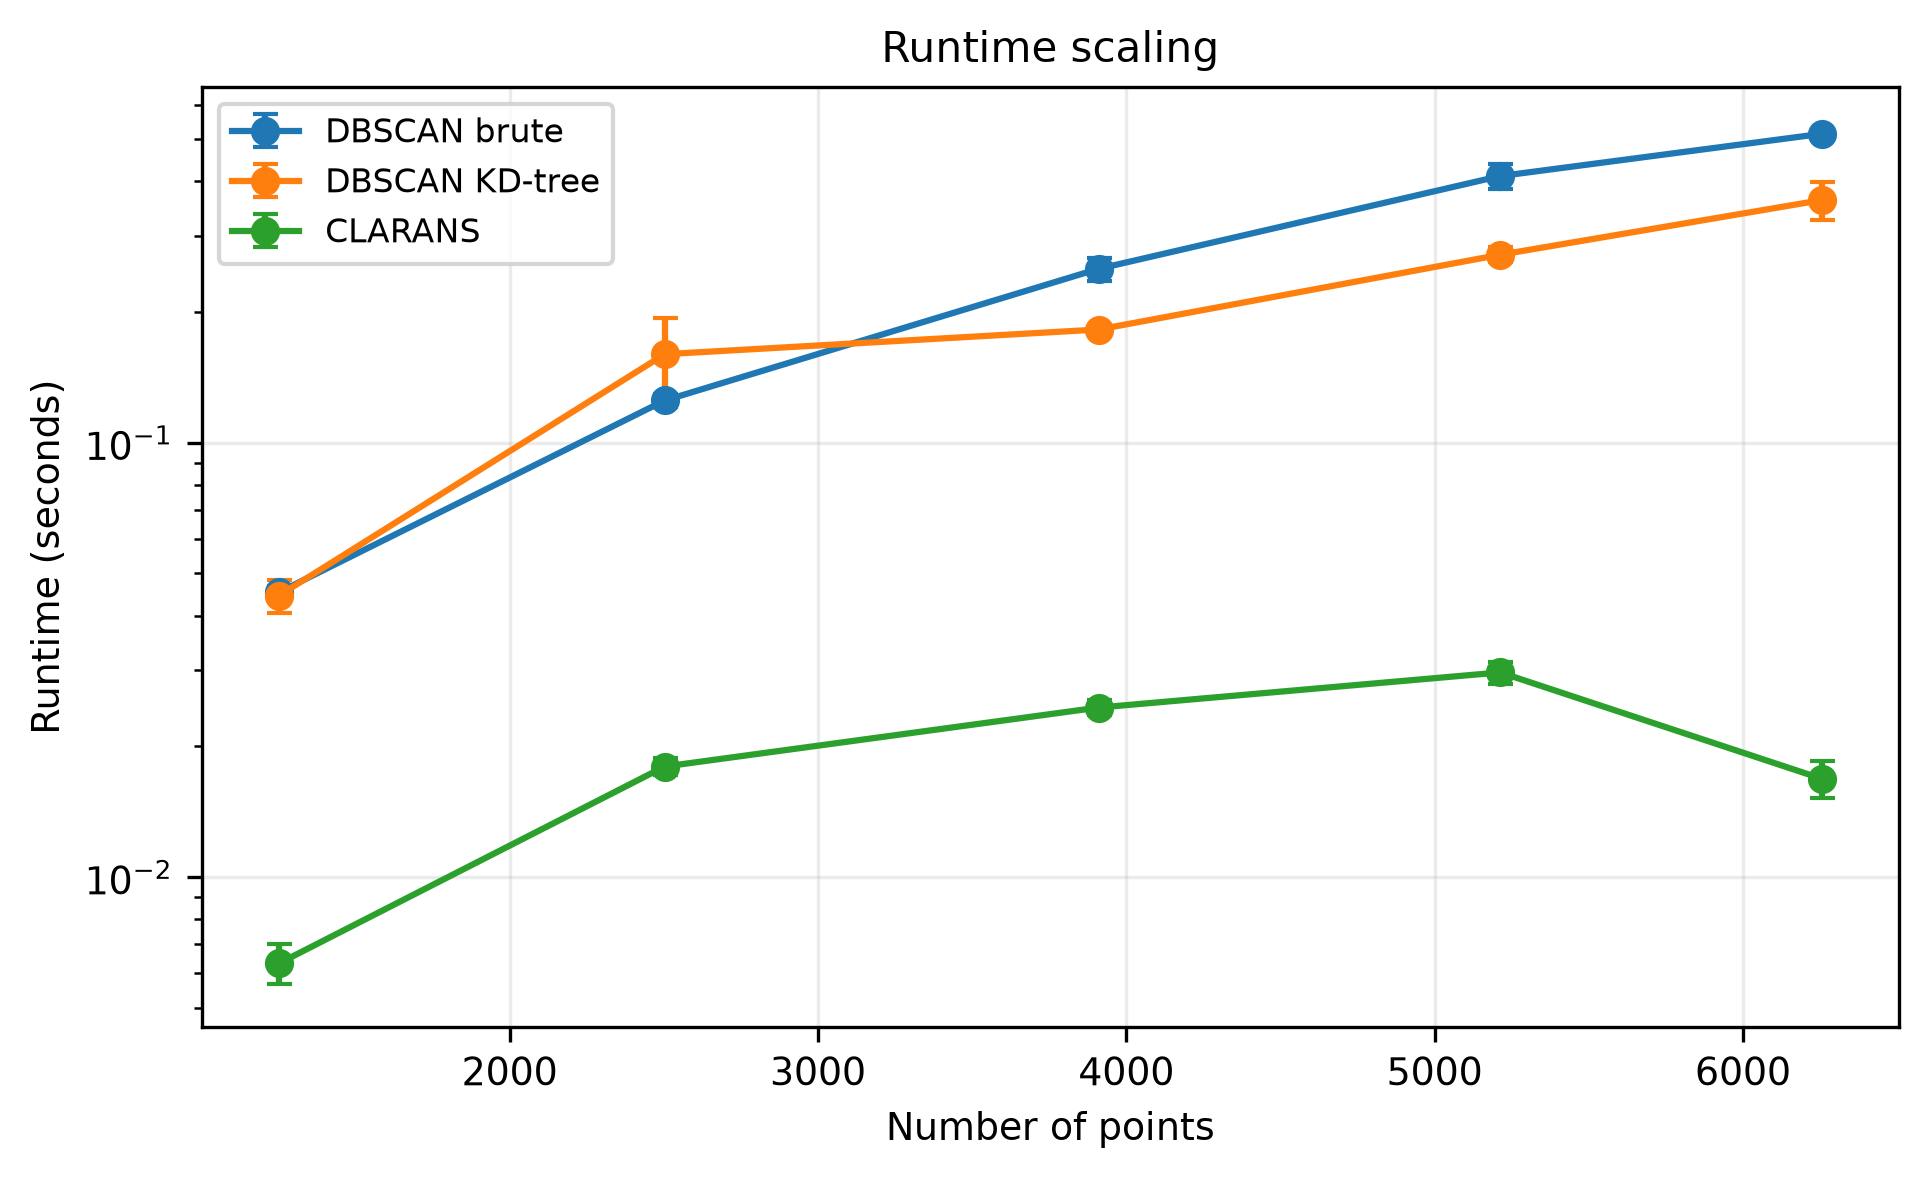 Runtime scaling
DBSCAN brute
DBSCAN KD-tree
CLARANS
Runtime (seconds)
10⁻¹
10⁻²
2000 3000 4000 5000 6000
Number of points